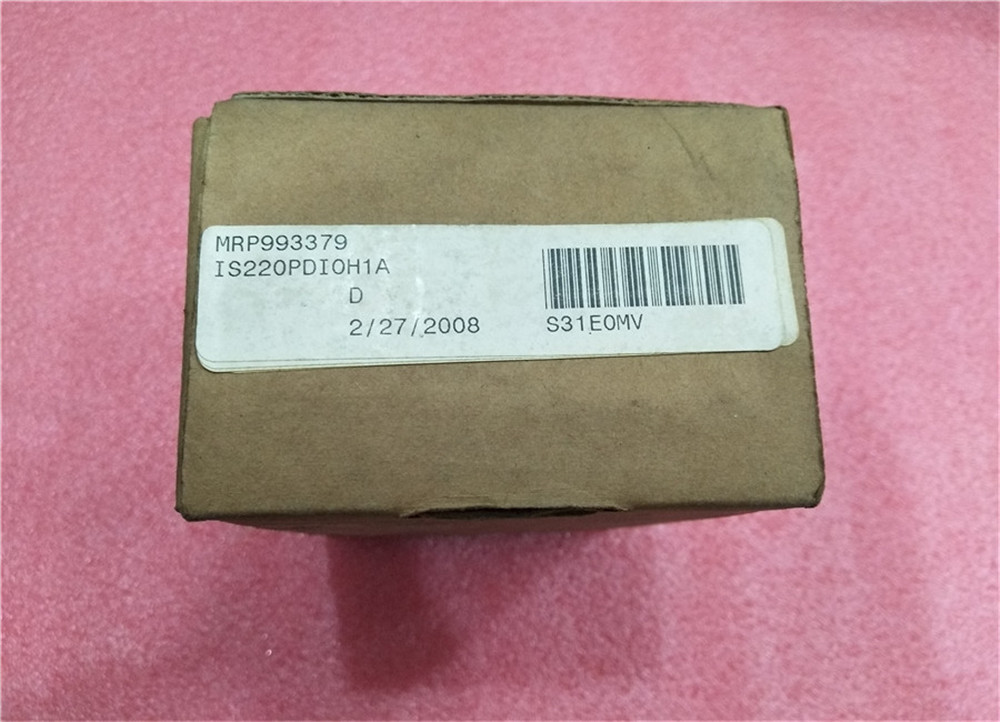 MRP993379
IS220PDIOH1A
D
2/27/2008
S31E0MV